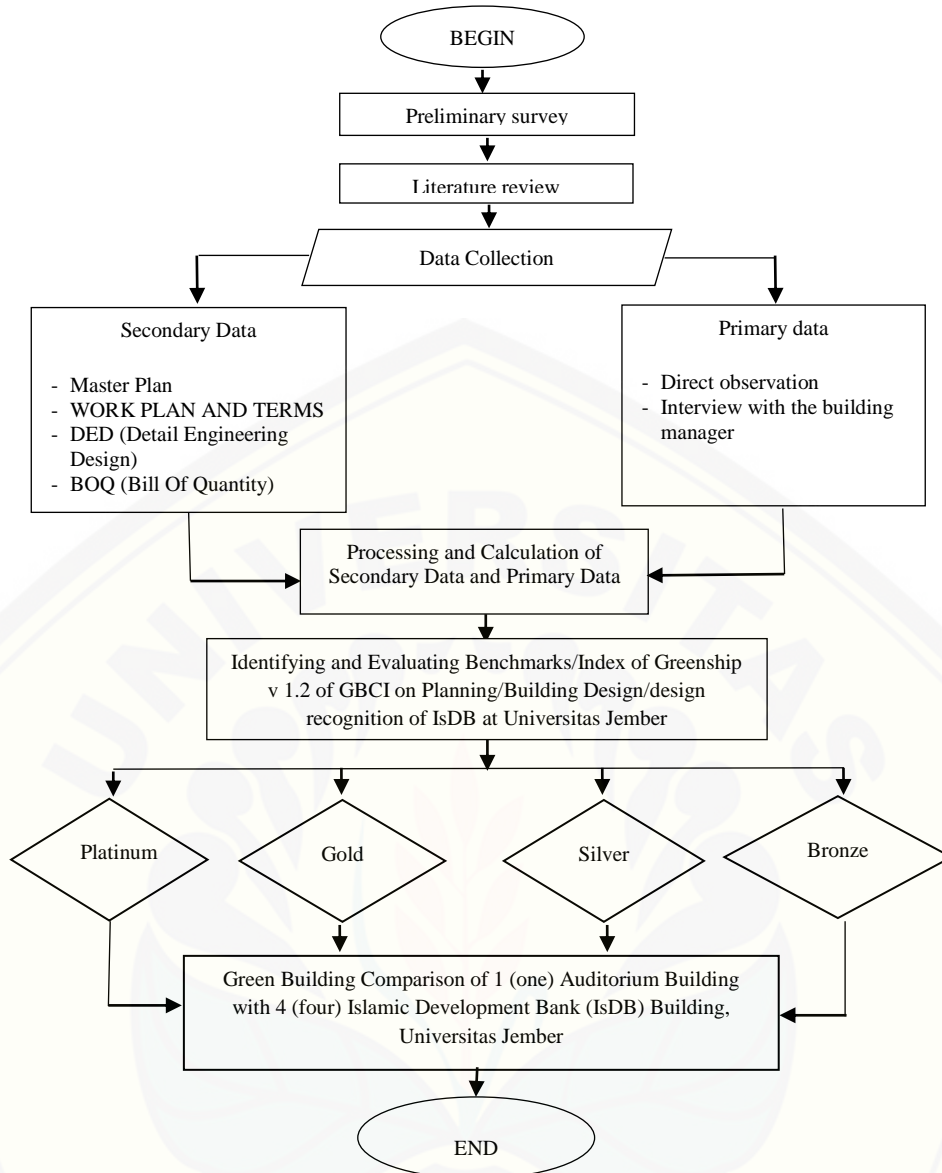 BEGIN
Preliminary survey
Literature review
Data Collection
Secondary Data
- Master Plan
- WORK PLAN AND TERMS
- DED (Detail Engineering
Design)
- BOQ (Bill Of Quantity)
Primary data
- Direct observation
- Interview with the building
manager
Processing and Calculation of
Secondary Data and Primary Data
Identifying and Evaluating Benchmarks/Index of Greenship
v 1.2 of GBCI on Planning/Building Design/design
recognition of IsDB at Universitas Jember
Platinum
Gold
Silver
Bronze
Green Building Comparison of 1 (one) Auditorium Building
with 4 (four) Islamic Development Bank (IsDB) Building,
Universitas Jember
END
UNIVERSITAS